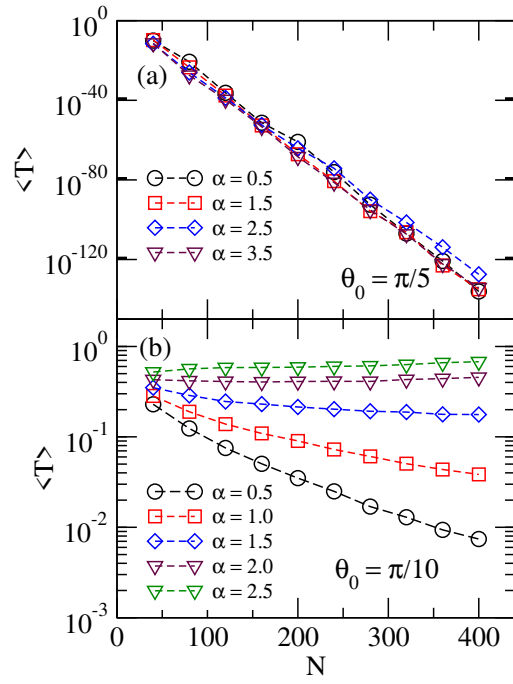 10^0
(a)
10^-40
<T>
10^-80
α = 0.5
α = 1.5
α = 2.5
α = 3.5
10^-120
θ₀ = π/5
(b)
10^0
10^-1
<T>
10^-2
α = 0.5
α = 1.0
α = 1.5
α = 2.0
α = 2.5
θ₀ = π/10
10^-3
0 100 200 300 400
N